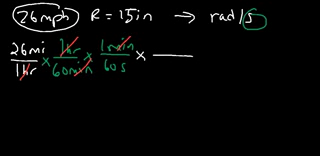 26mph R = 15in → rad/s
26mi/1hr × 1hr/60min × 1min/60s ×